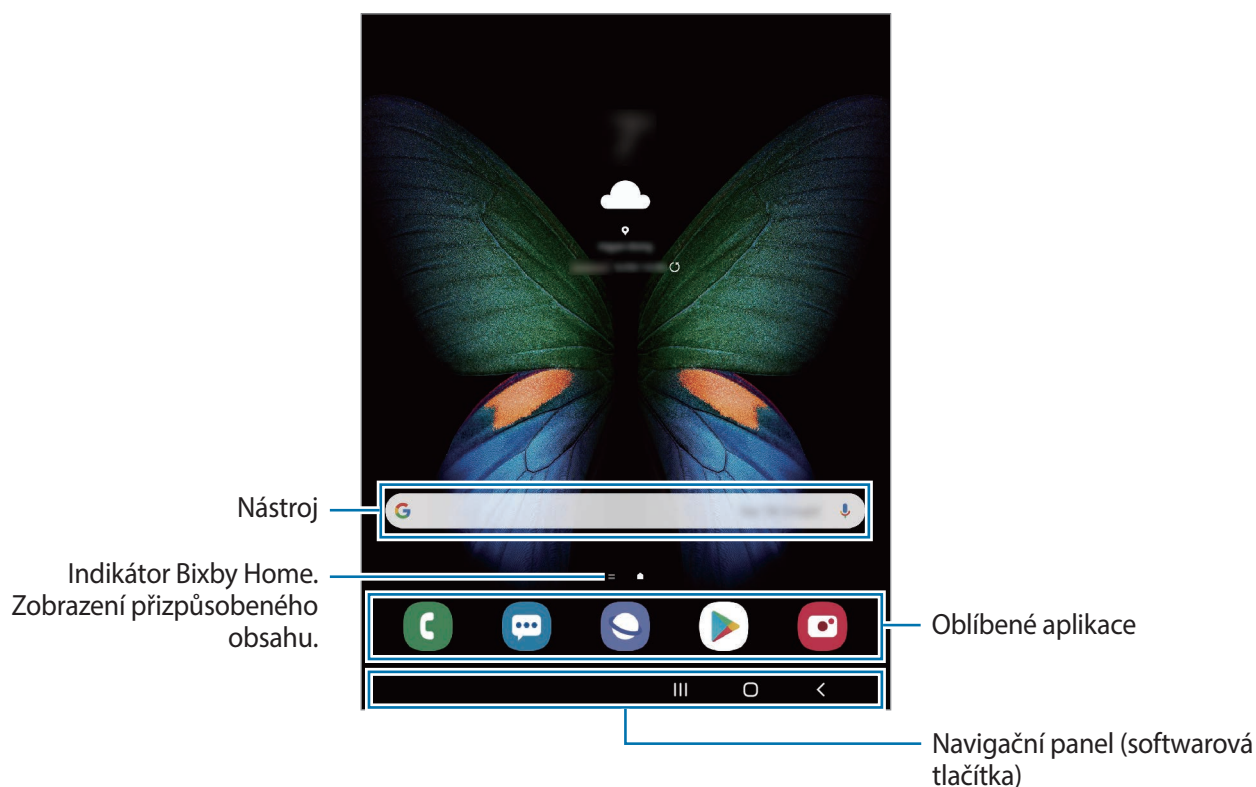 Nástroj
Indikátor Bixby Home.
Zobrazení přizpůsobeného
obsahu.
Oblíbené aplikace
Navigační panel (softwarová
tlačítka)